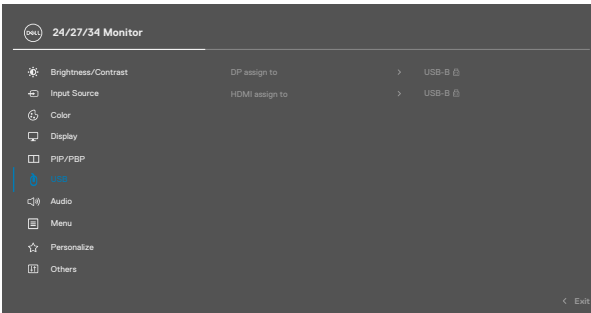 DELL 24/27/34 Monitor
Brightness/Contrast DP assign to > USB-B
Input Source HDMI assign to > USB-B
Color
Display
PIP/PBP
USB
Audio
Menu
Personalize
Others
< Exit